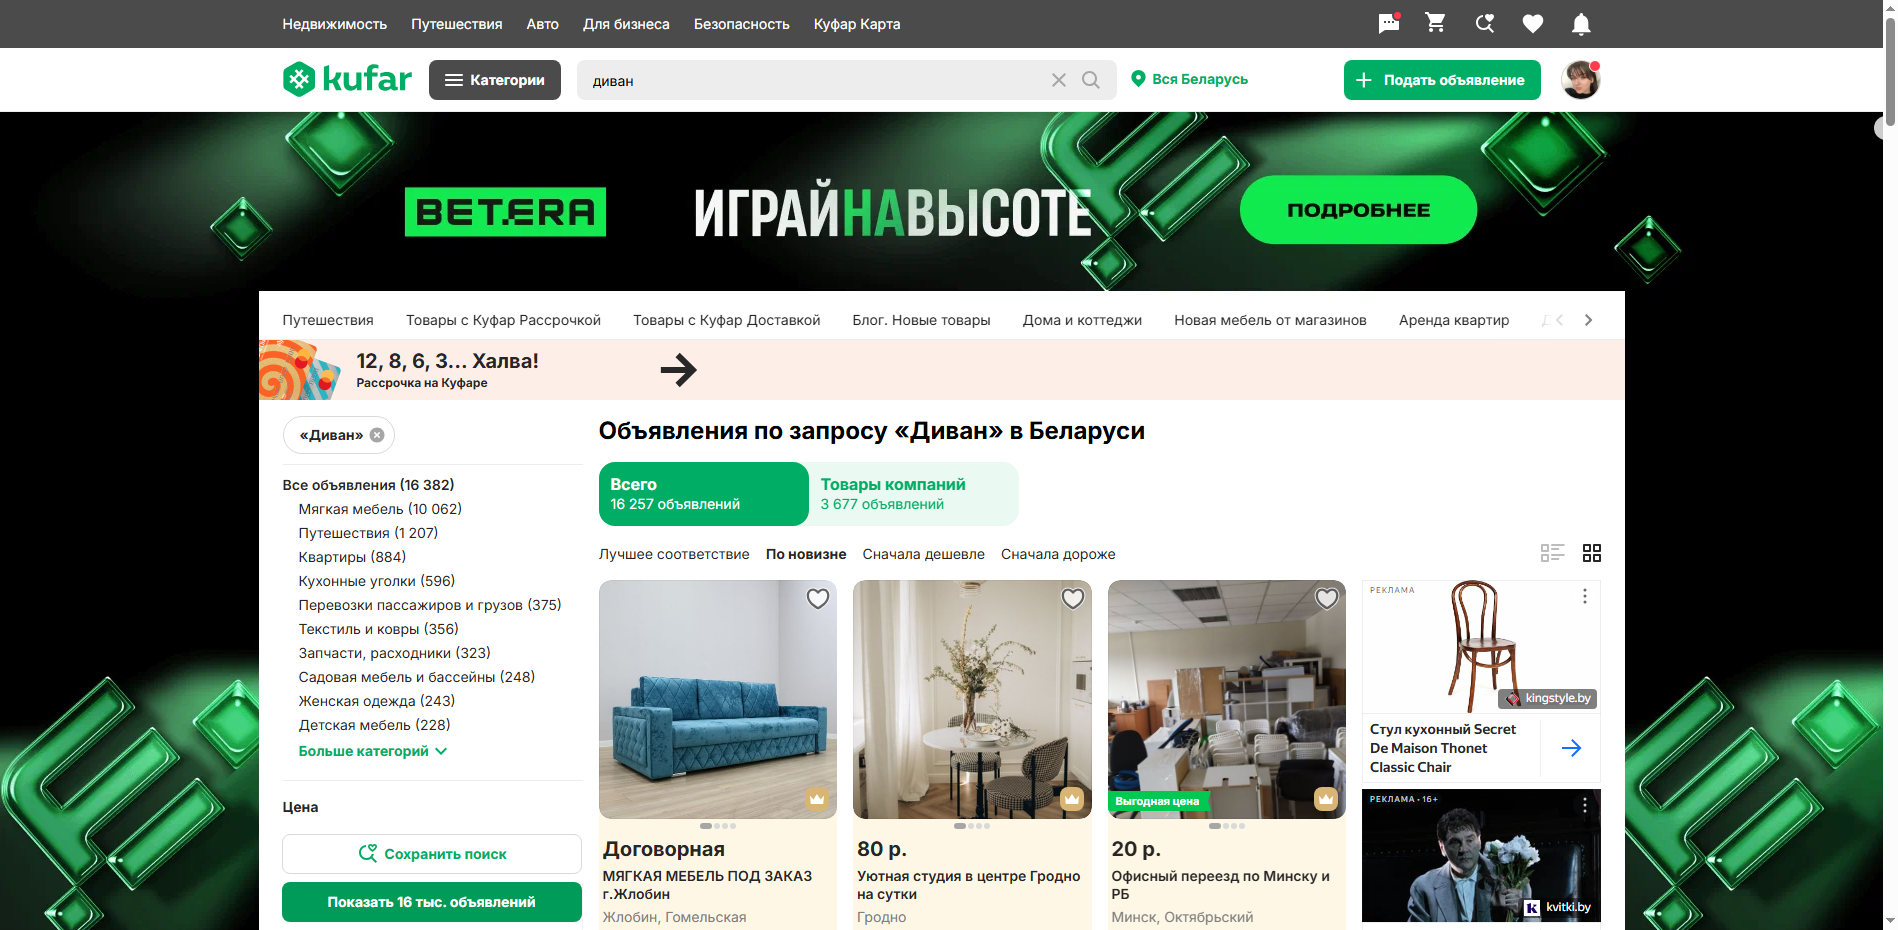 Недвижимость Путешествия Авто Для бизнеса Безопасность Куфар Карта
kufar Категории диван Вся Беларусь Подать объявление
BETERA ИГРАЙНАВЫСОТЕ ПОДРОБНЕЕ
Путешествия Товары с Куфар Рассрочкой Товары с Куфар Доставкой Блог. Новые товары Дома и коттеджи Новая мебель от магазинов Аренда квартир
12, 8, 6, 3... Халва!
Рассрочка на Куфаре
«Диван»
Все объявления (16 382)
Мягкая мебель (10 062)
Путешествия (1 207)
Квартиры (884)
Кухонные уголки (596)
Перевозки пассажиров и грузов (375)
Текстиль и ковры (356)
Запчасти, расходники (323)
Садовая мебель и бассейны (248)
Женская одежда (243)
Детская мебель (228)
Больше категорий
Цена
Сохранить поиск
Показать 16 тыс. объявлений
Объявления по запросу «Диван» в Беларуси
Всего
16 257 объявлений
Товары компаний
3 677 объявлений
Лучшее соответствие По новизне Сначала дешевле Сначала дороже
Договорная
МЯГКАЯ МЕБЕЛЬ ПОД ЗАКАЗ
г.Жлобин
Жлобин, Гомельская
80 р.
Уютная студия в центре Гродно
на сутки
Гродно
Выгодная цена
20 р.
Офисный переезд по Минску и
РБ
Минск, Октябрьский
РЕКЛАМА
kingstyle.by
Стул кухонный Secret
De Maison Thonet
Classic Chair
РЕКЛАМА • 16+
kvitki.by